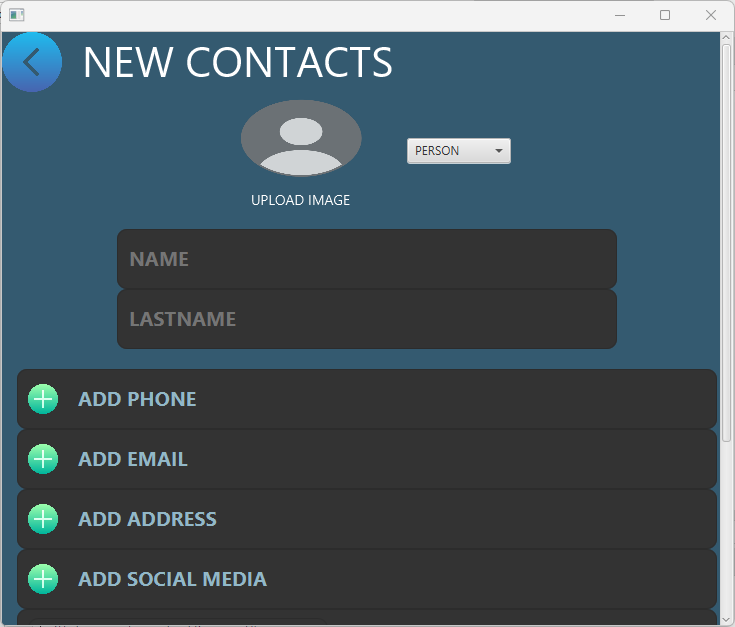 NEW CONTACTS
PERSON
UPLOAD IMAGE
NAME
LASTNAME
ADD PHONE
ADD EMAIL
ADD ADDRESS
ADD SOCIAL MEDIA